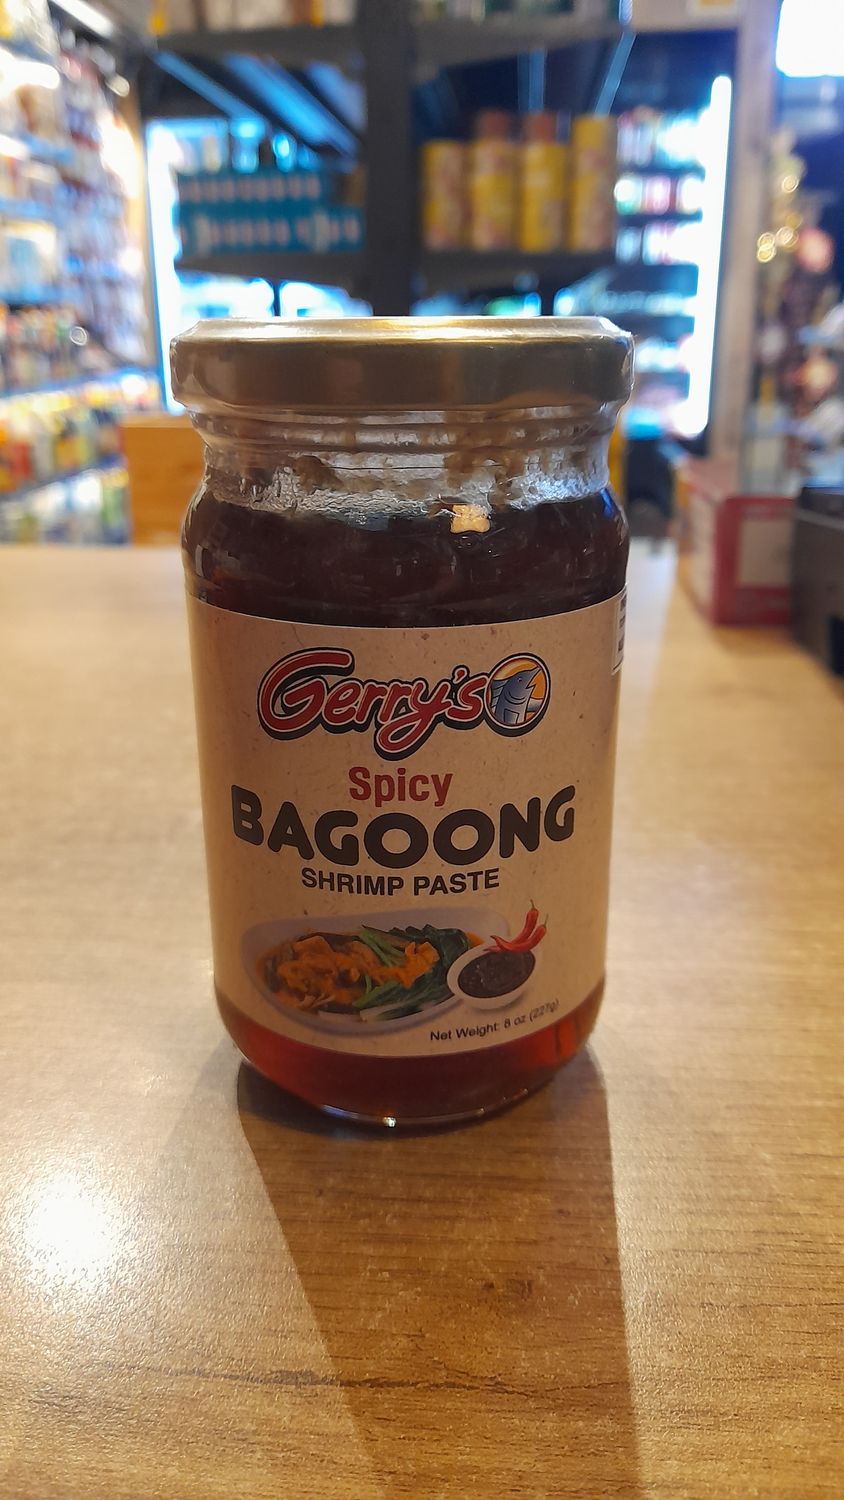 Gerry's
Spicy
BAGOONG
SHRIMP PASTE
Net Weight: 8 oz (227g)